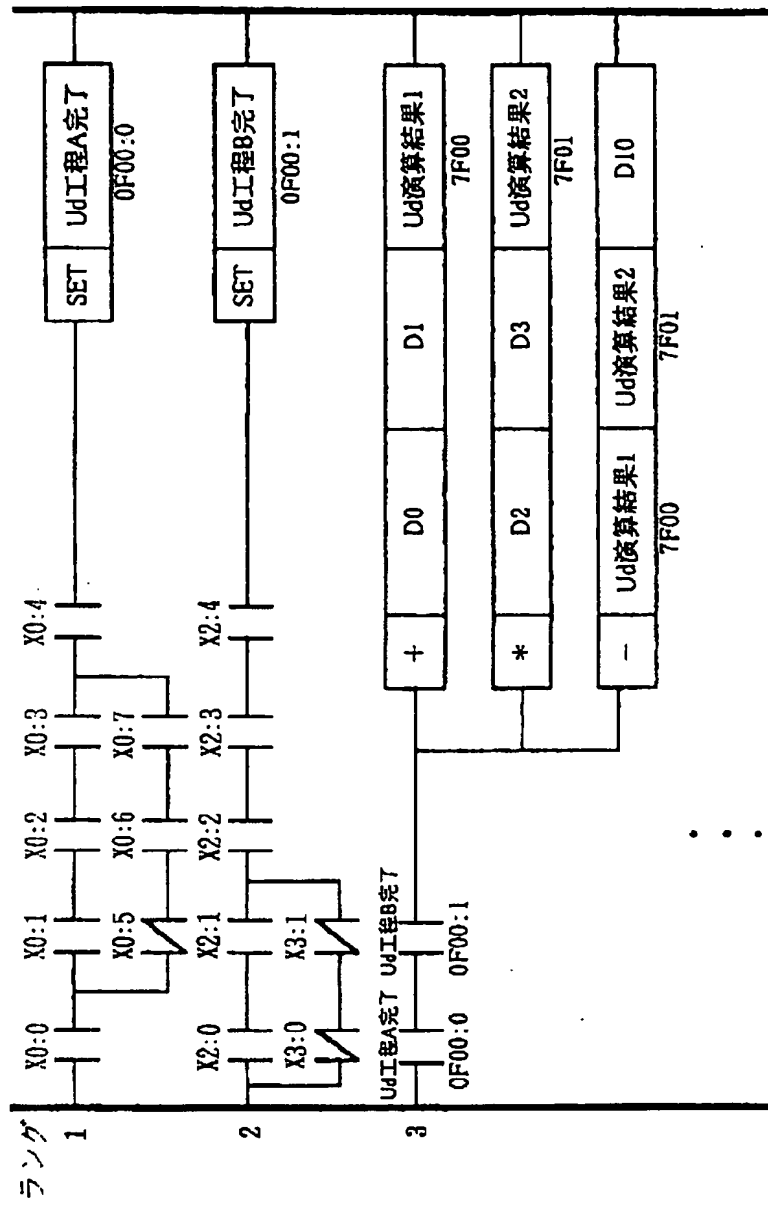 ラング
1
X0:0 X0:1 X0:2 X0:3 X0:4
SET Ud工程A完了
0F00:0
X0:5 X0:6 X0:7
2
X2:0 X2:1 X2:2 X2:3 X2:4
SET Ud工程B完了
0F00:1
X3:0 X3:1
3
Ud工程A完了 Ud工程B完了
0F00:0 0F00:1
+ D0 D1 Ud演算結果1
7F00
* D2 D3 Ud演算結果2
7F01
- Ud演算結果1 Ud演算結果2 D10
7F00 7F01